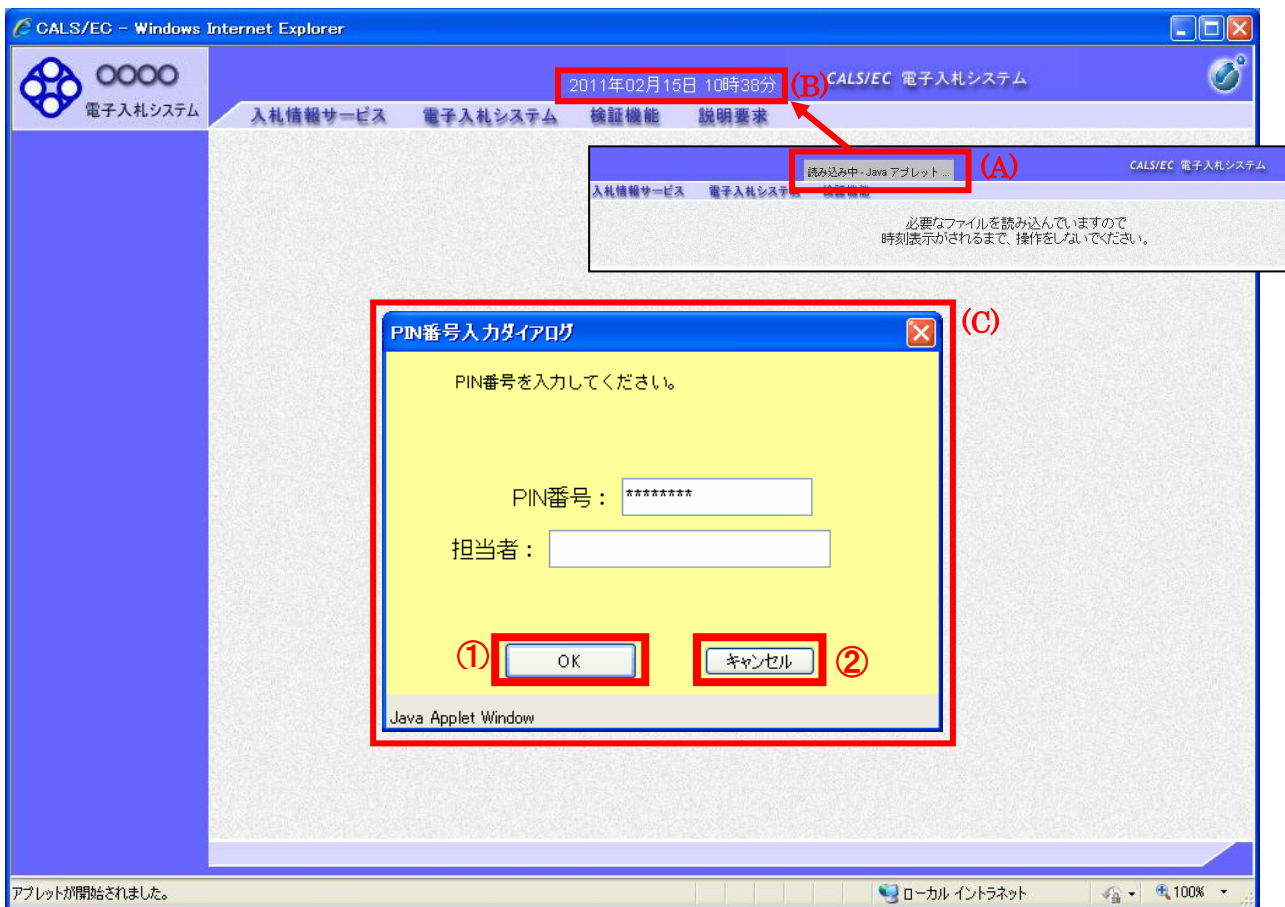 CALS/EC - Windows Internet Explorer
○○○○
電子入札システム
2011年02月15日 10時38分
(B)
CALS/EC 電子入札システム
入札情報サービス 電子入札システム 検証機能 説明要求
読み込み中 - Java アプレット ...
(A)
CALS/EC 電子入札システム
入札情報サービス 電子入札システム 検証機能
必要なファイルを読み込んでいますので
時刻表示がされるまで、操作をしないでください。
(C)
PIN番号入力ダイアログ
PIN番号を入力してください。
PIN番号： ********
担当者：
① OK
キャンセル ②
Java Applet Window
アプレットが開始されました。
ローカル イントラネット
100%